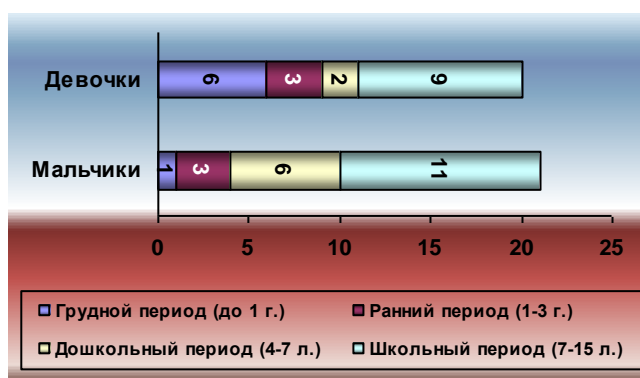 Девочки 6 3 2 9
Мальчики 1 3 6 11
0 5 10 15 20 25
Грудной период (до 1 г.) Ранний период (1-3 г.)
Дошкольный период (4-7 л.) Школьный период (7-15 л.)